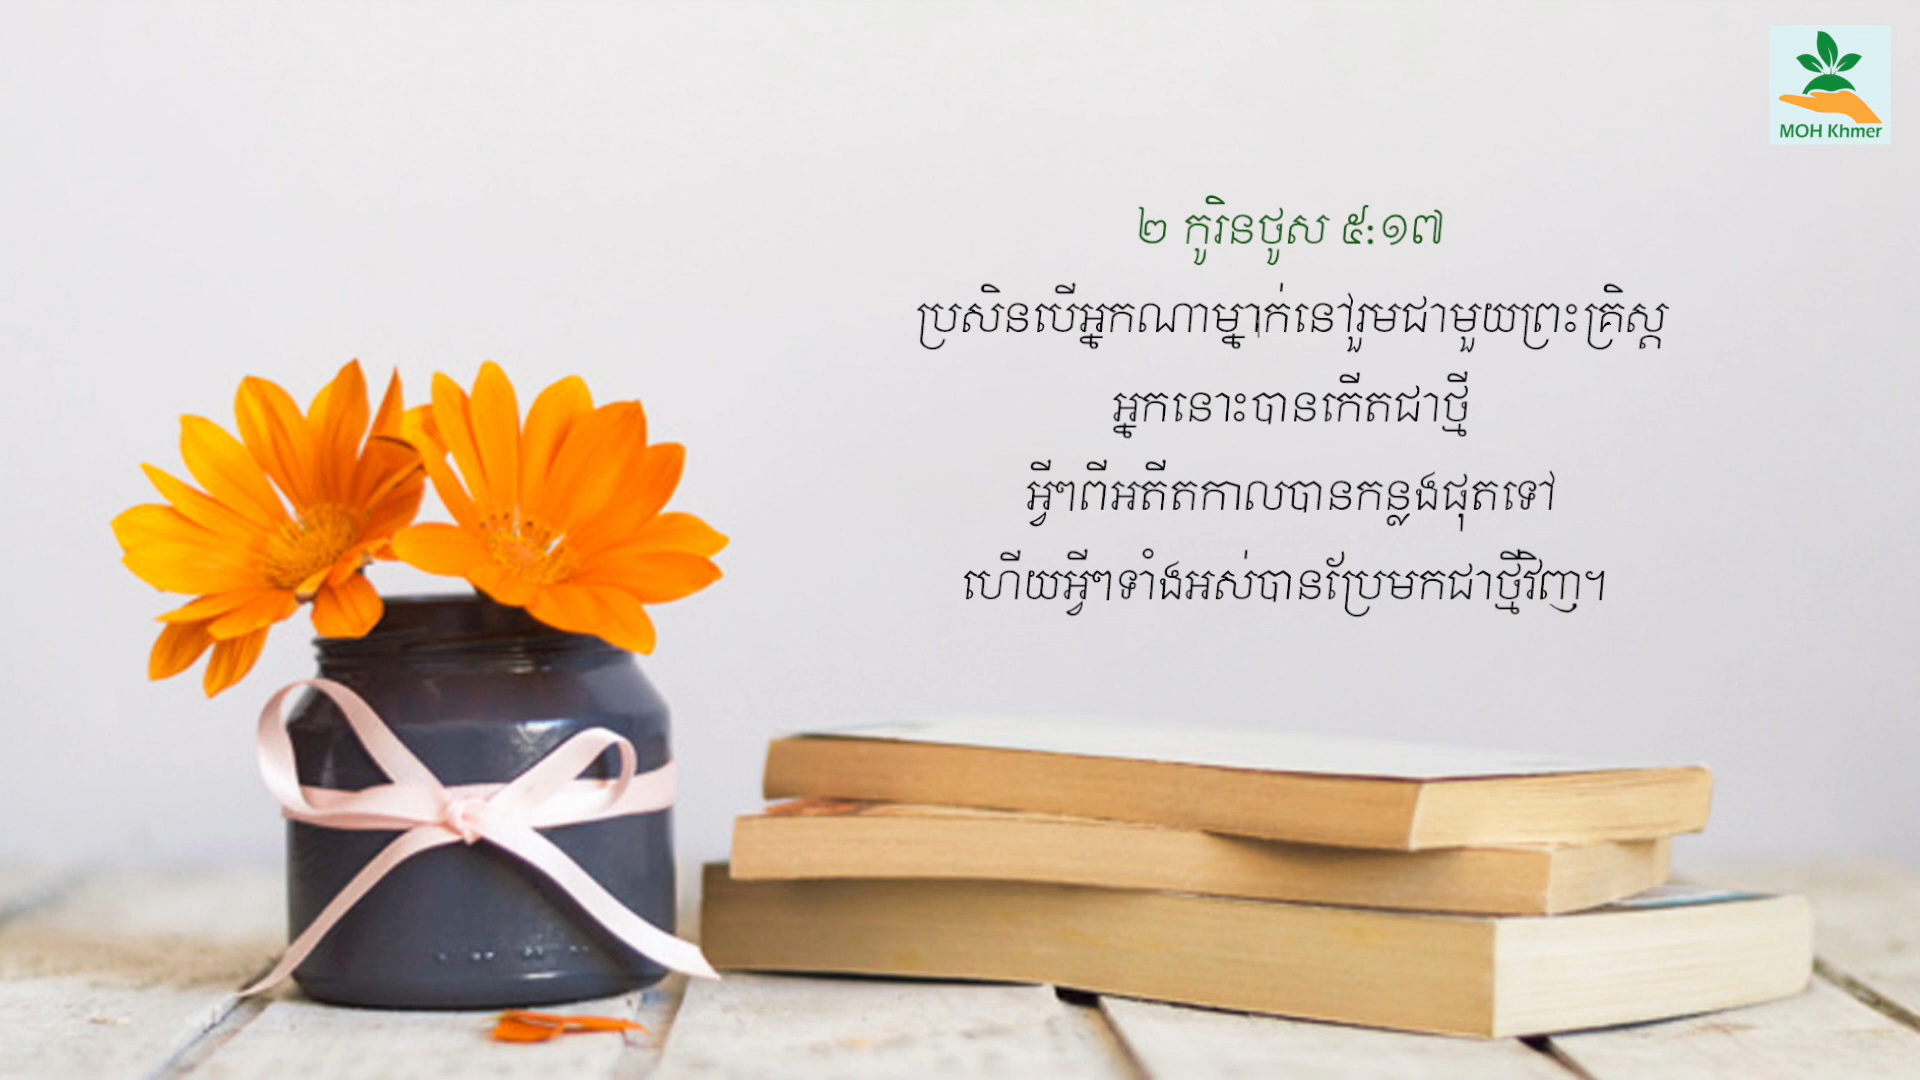 MOH Khmer
២ កូរិនថូស ៥:១៧
ប្រសិនបើអ្នកណាម្នាក់នៅរួមជាមួយព្រះគ្រិស្ត
អ្នកនោះបានកើតជាថ្មី
អ្វីៗពីអតីតកាលបានកន្លងផុតទៅ
ហើយអ្វីៗទាំងអស់បានប្រែមកជាថ្មីវិញ។